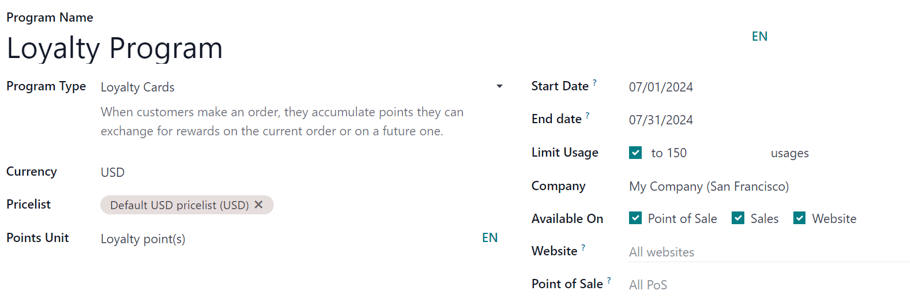 Program Name
Loyalty Program
EN
Program Type Loyalty Cards
When customers make an order, they accumulate points they can
exchange for rewards on the current order or on a future one.
Currency USD
Pricelist Default USD pricelist (USD) ✕
Points Unit Loyalty point(s) EN
Start Date ? 07/01/2024
End date ? 07/31/2024
Limit Usage to 150 usages
Company My Company (San Francisco)
Available On Point of Sale Sales Website
Website ? All websites
Point of Sale ? All PoS